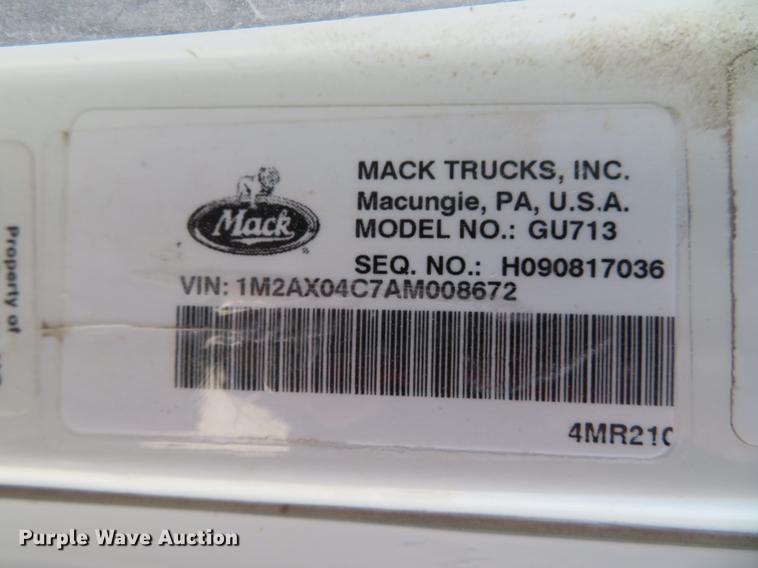 Mack
MACK TRUCKS, INC.
Macungie, PA, U.S.A.
MODEL NO.: GU713
SEQ. NO.: H090817036
VIN: 1M2AX04C7AM008672
4MR210
Property of
Purple Wave Auction